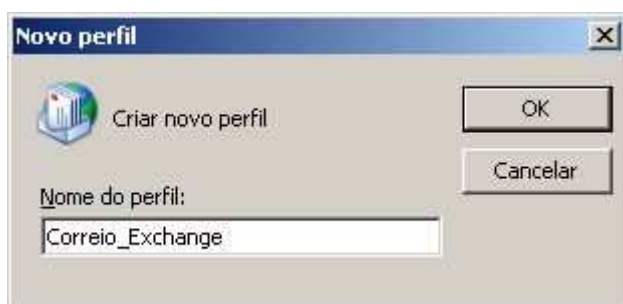 Novo perfil
Criar novo perfil
OK
Cancelar
Nome do perfil:
Correio_Exchange